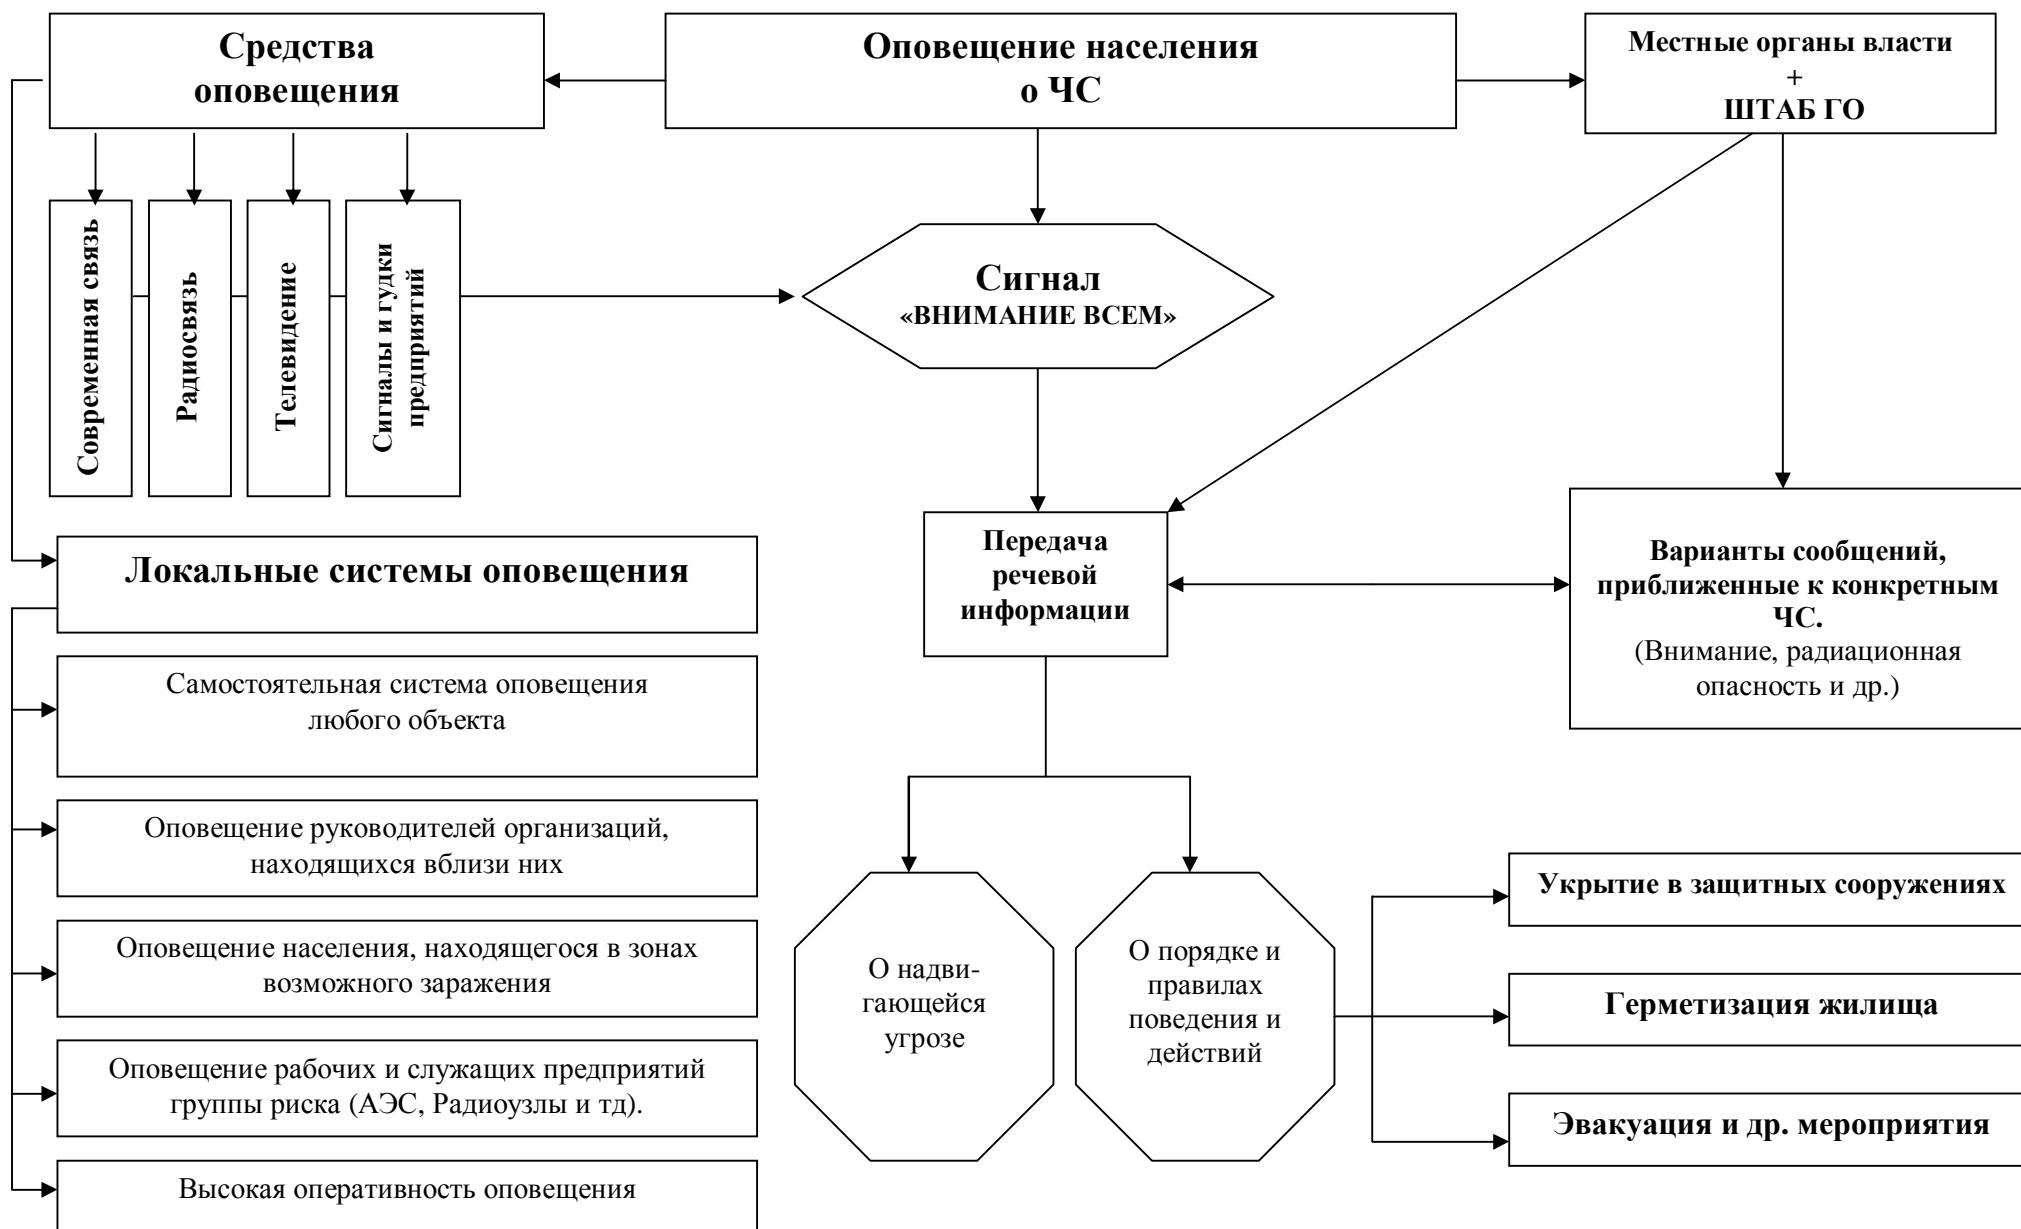 Средства
оповещения
Оповещение населения
о ЧС
Местные органы власти
+
ШТАБ ГО
Современная связь
Радиосвязь
Телевидение
Сигналы и гудки
предприятий
Сигнал
«ВНИМАНИЕ ВСЕМ»
Локальные системы оповещения
Передача
речевой
информации
Варианты сообщений,
приближенные к конкретным
ЧС.
(Внимание, радиационная
опасность и др.)
Самостоятельная система оповещения
любого объекта
Оповещение руководителей организаций,
находящихся вблизи них
Оповещение населения, находящегося в зонах
возможного заражения
Оповещение рабочих и служащих предприятий
группы риска (АЭС, Радиоузлы и тд).
Высокая оперативность оповещения
О надви-
гающейся
угрозе
О порядке и
правилах
поведения и
действий
Укрытие в защитных сооружениях
Герметизация жилища
Эвакуация и др. мероприятия